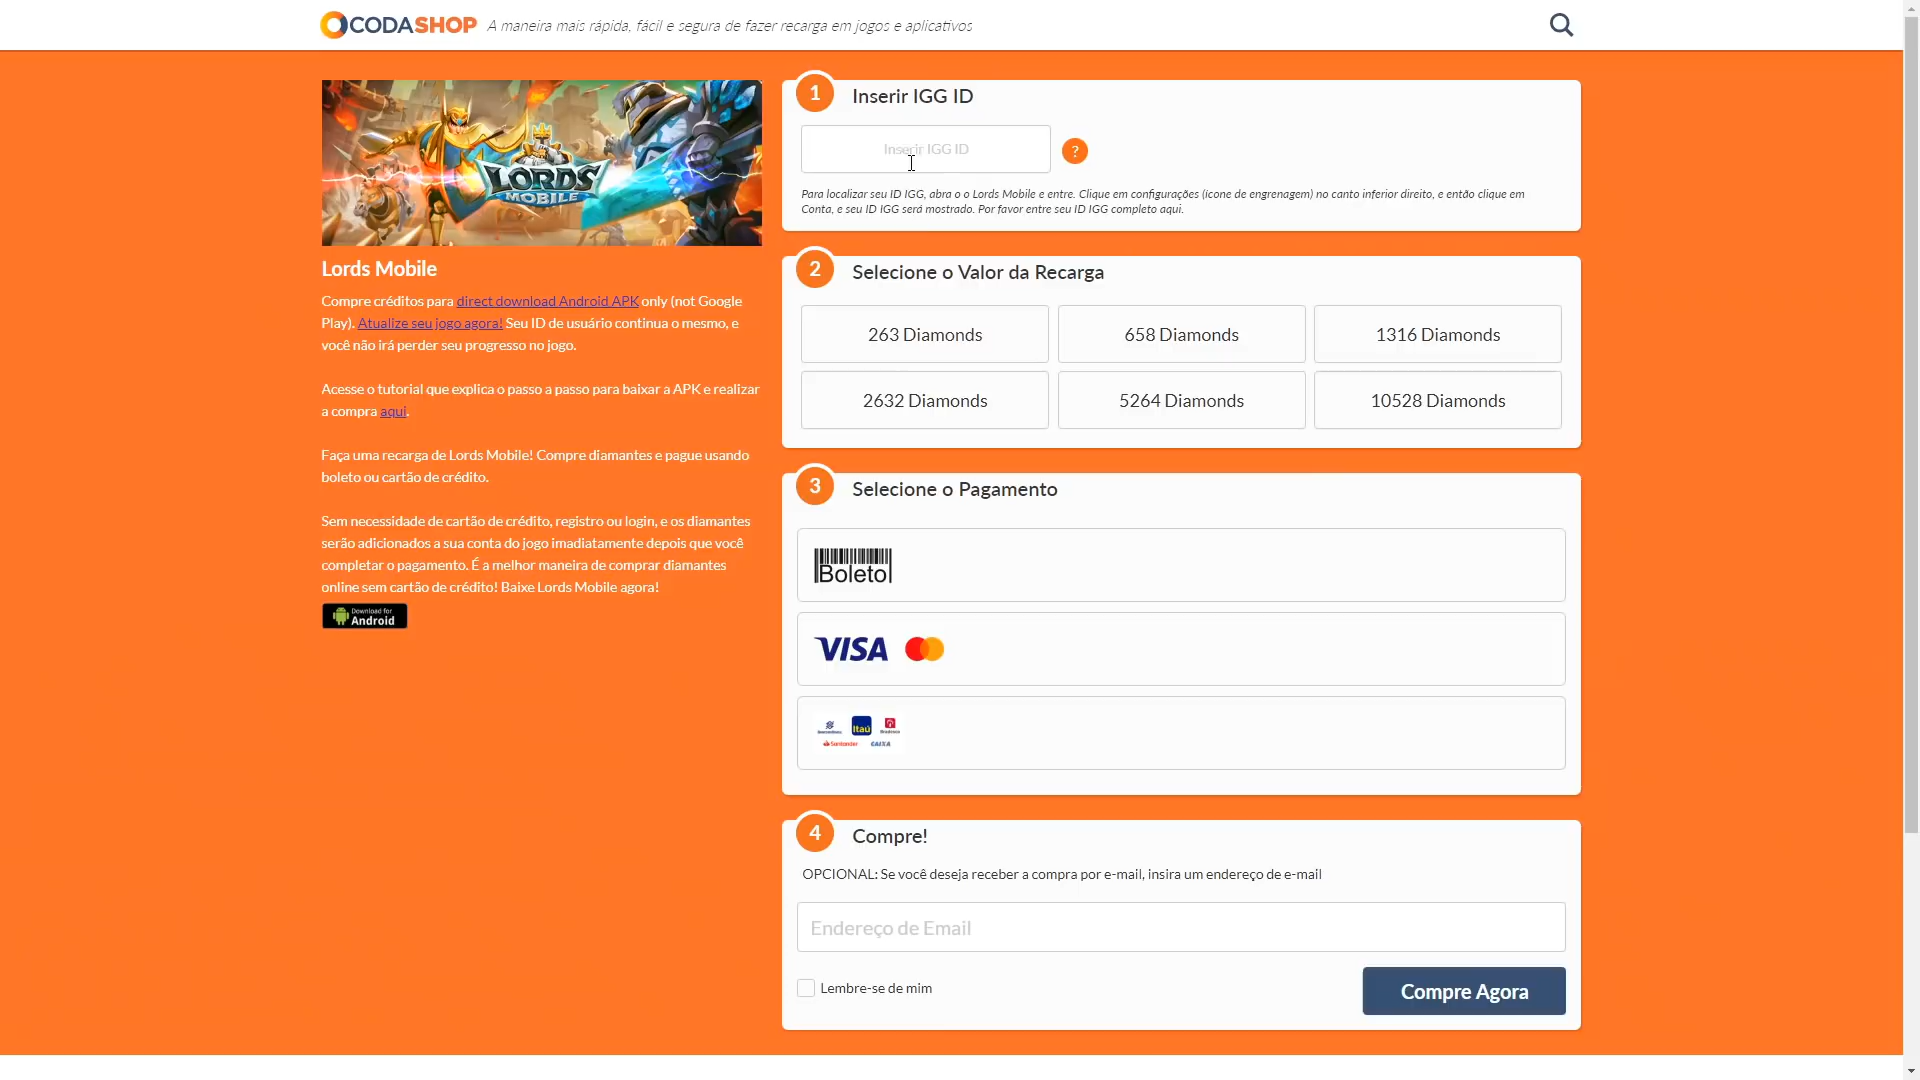 CODASHOP A maneira mais rápida, fácil e segura de fazer recarga em jogos e aplicativos
LORDS
MOBILE
Lords Mobile
Compre créditos para direct download Android APK only (not Google
Play). Atualize seu jogo agora! Seu ID de usuário continua o mesmo, e
você não irá perder seu progresso no jogo.
Acesse o tutorial que explica o passo a passo para baixar a APK e realizar
a compra aqui.
Faça uma recarga de Lords Mobile! Compre diamantes e pague usando
boleto ou cartão de crédito.
Sem necessidade de cartão de crédito, registro ou login, e os diamantes
serão adicionados a sua conta do jogo imadiatamente depois que você
completar o pagamento. É a melhor maneira de comprar diamantes
online sem cartão de crédito! Baixe Lords Mobile agora!
Download for
Android
1 Inserir IGG ID
Inserir IGG ID ?
Para localizar seu ID IGG, abra o o Lords Mobile e entre. Clique em configurações (ícone de engrenagem) no canto inferior direito, e então clique em
Conta, e seu ID IGG será mostrado. Por favor entre seu ID IGG completo aqui.
2 Selecione o Valor da Recarga
263 Diamonds 658 Diamonds 1316 Diamonds
2632 Diamonds 5264 Diamonds 10528 Diamonds
3 Selecione o Pagamento
Boleto
VISA
Itaú Bradesco
Santander CAIXA
4 Compre!
OPCIONAL: Se você deseja receber a compra por e-mail, insira um endereço de e-mail
Endereço de Email
Lembre-se de mim Compre Agora